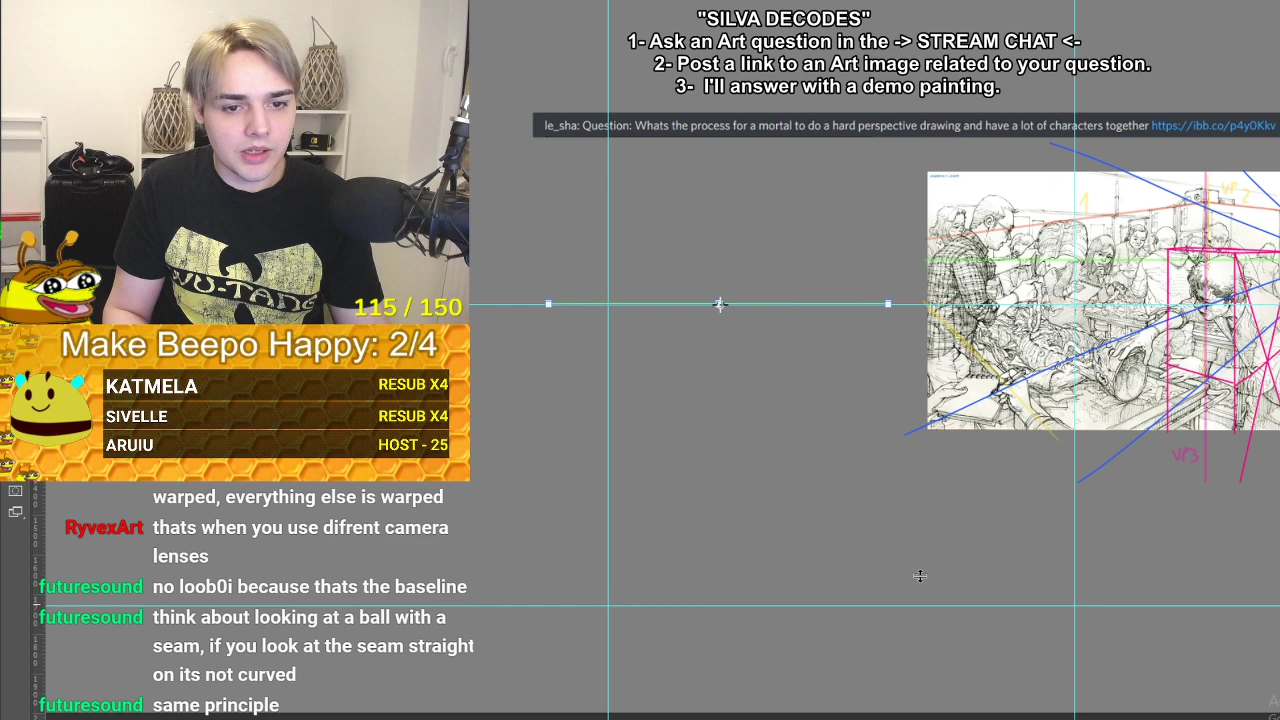 "SILVA DECODES"
1- Ask an Art question in the -> STREAM CHAT <-
2- Post a link to an Art image related to your question.
3- I'll answer with a demo painting.
le_sha: Question: Whats the process for a mortal to do a hard perspective drawing and have a lot of characters together https://ibb.co/p4y0Kkv
WU-TANG
1
VP 2
VP3
115 / 150
Make Beepo Happy: 2/4
KATMELA RESUB X4
SIVELLE RESUB X4
ARUIU HOST - 25
warped, everything else is warped
RyvexArt thats when you use difrent camera
lenses
futuresound no loob0i because thats the baseline
futuresound think about looking at a ball with a
seam, if you look at the seam straight
on its not curved
futuresound same principle